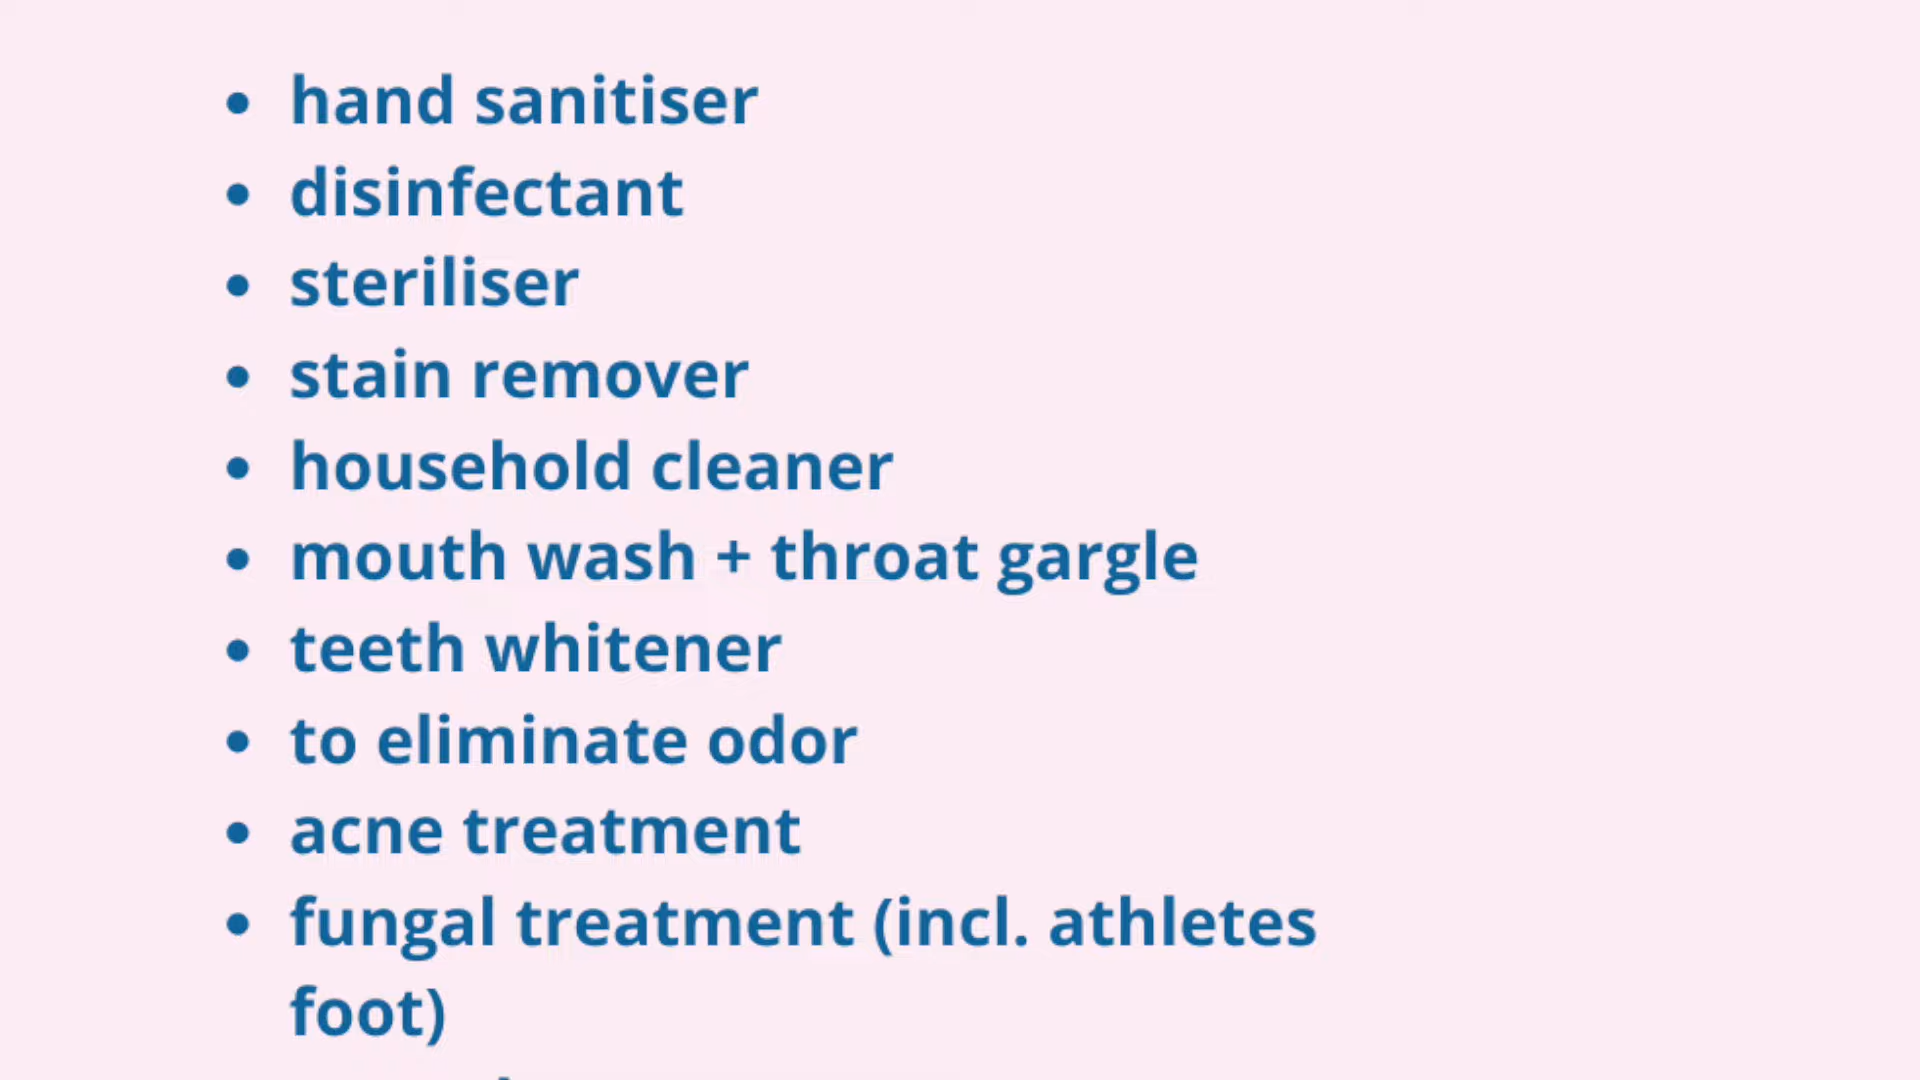 • hand sanitiser
• disinfectant
• steriliser
• stain remover
• household cleaner
• mouth wash + throat gargle
• teeth whitener
• to eliminate odor
• acne treatment
• fungal treatment (incl. athletes
foot)